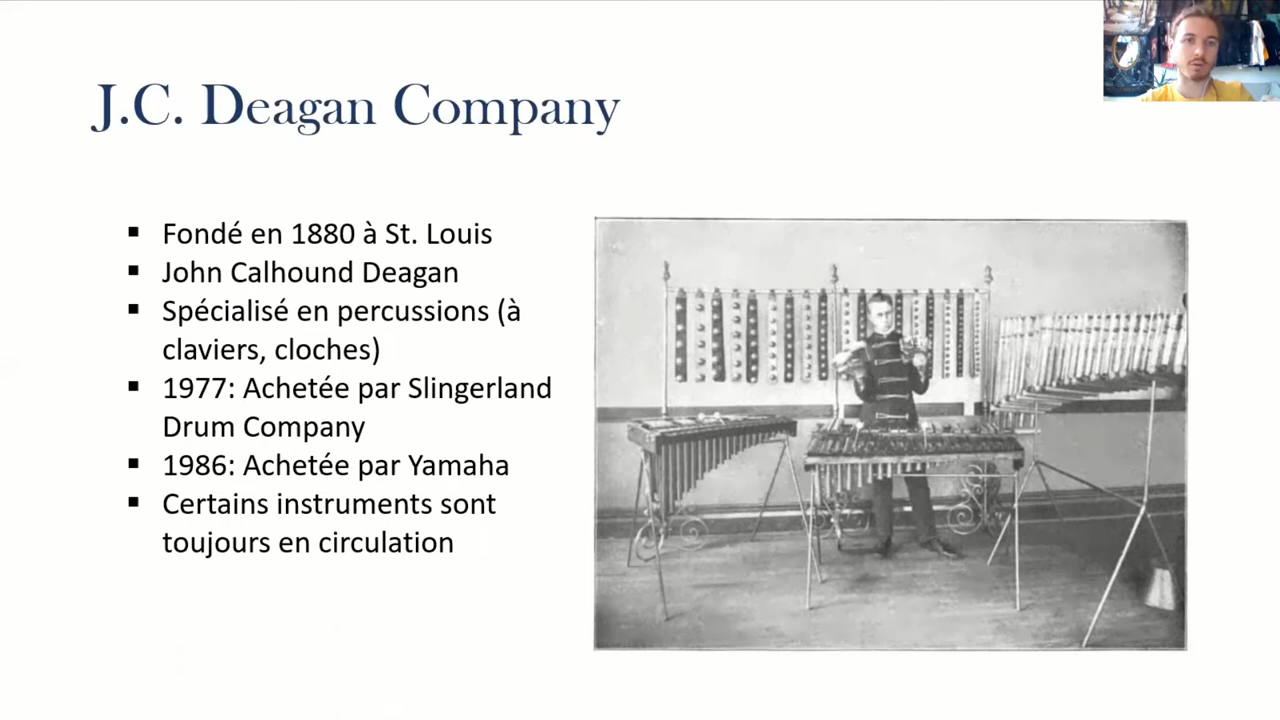 J.C. Deagan Company
▪ Fondé en 1880 à St. Louis
▪ John Calhound Deagan
▪ Spécialisé en percussions (à
claviers, cloches)
▪ 1977: Achetée par Slingerland
Drum Company
▪ 1986: Achetée par Yamaha
▪ Certains instruments sont
toujours en circulation